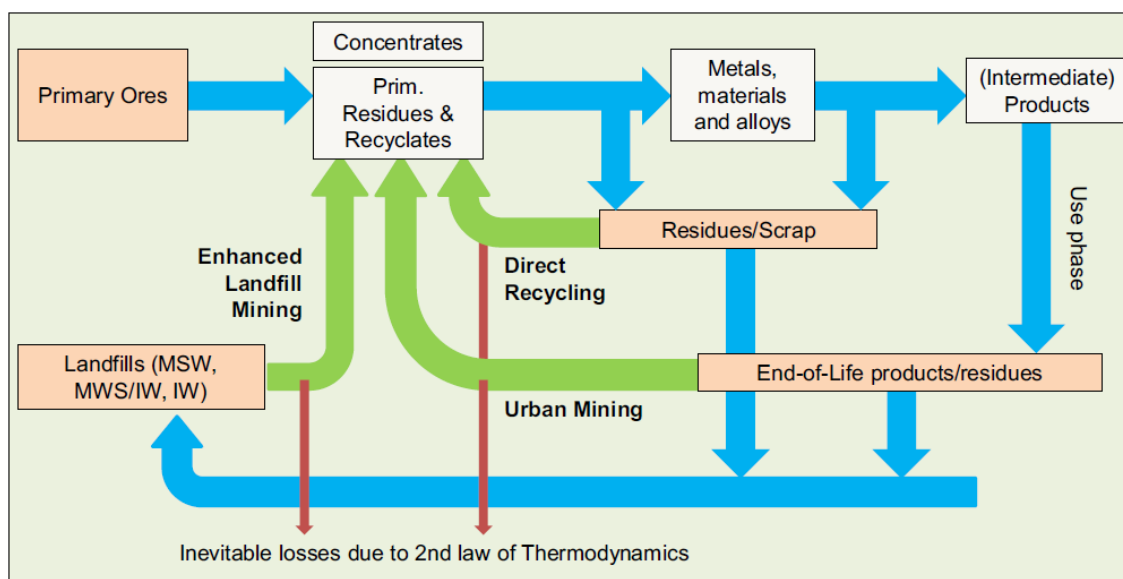 Concentrates
Primary Ores
Prim.
Residues &
Recyclates
Metals,
materials
and alloys
(Intermediate)
Products
Use phase
Residues/Scrap
Enhanced
Landfill
Mining
Direct
Recycling
Landfills (MSW,
MWS/IW, IW)
End-of-Life products/residues
Urban Mining
Inevitable losses due to 2nd law of Thermodynamics